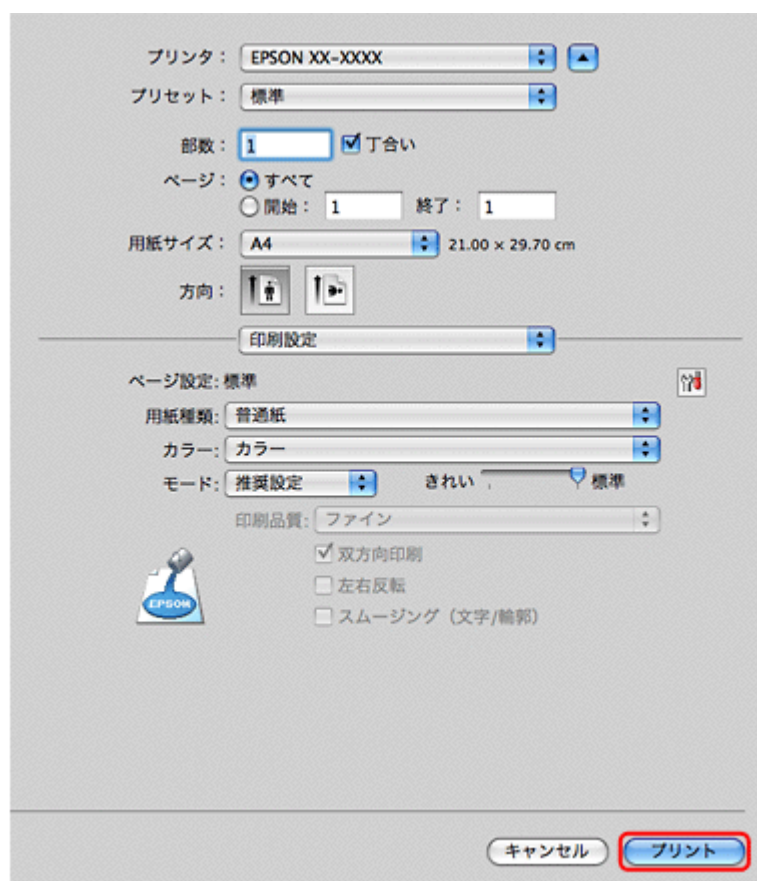 プリンタ： EPSON XX-XXXX
プリセット： 標準
部数： 1 丁合い
ページ： すべて
開始： 1 終了： 1
用紙サイズ： A4 21.00 × 29.70 cm
方向：
印刷設定
ページ設定: 標準
用紙種類: 普通紙
カラー: カラー
モード: 推奨設定 きれい 標準
印刷品質: ファイン
双方向印刷
左右反転
EPSON
スムージング（文字/輪郭）
キャンセル プリント